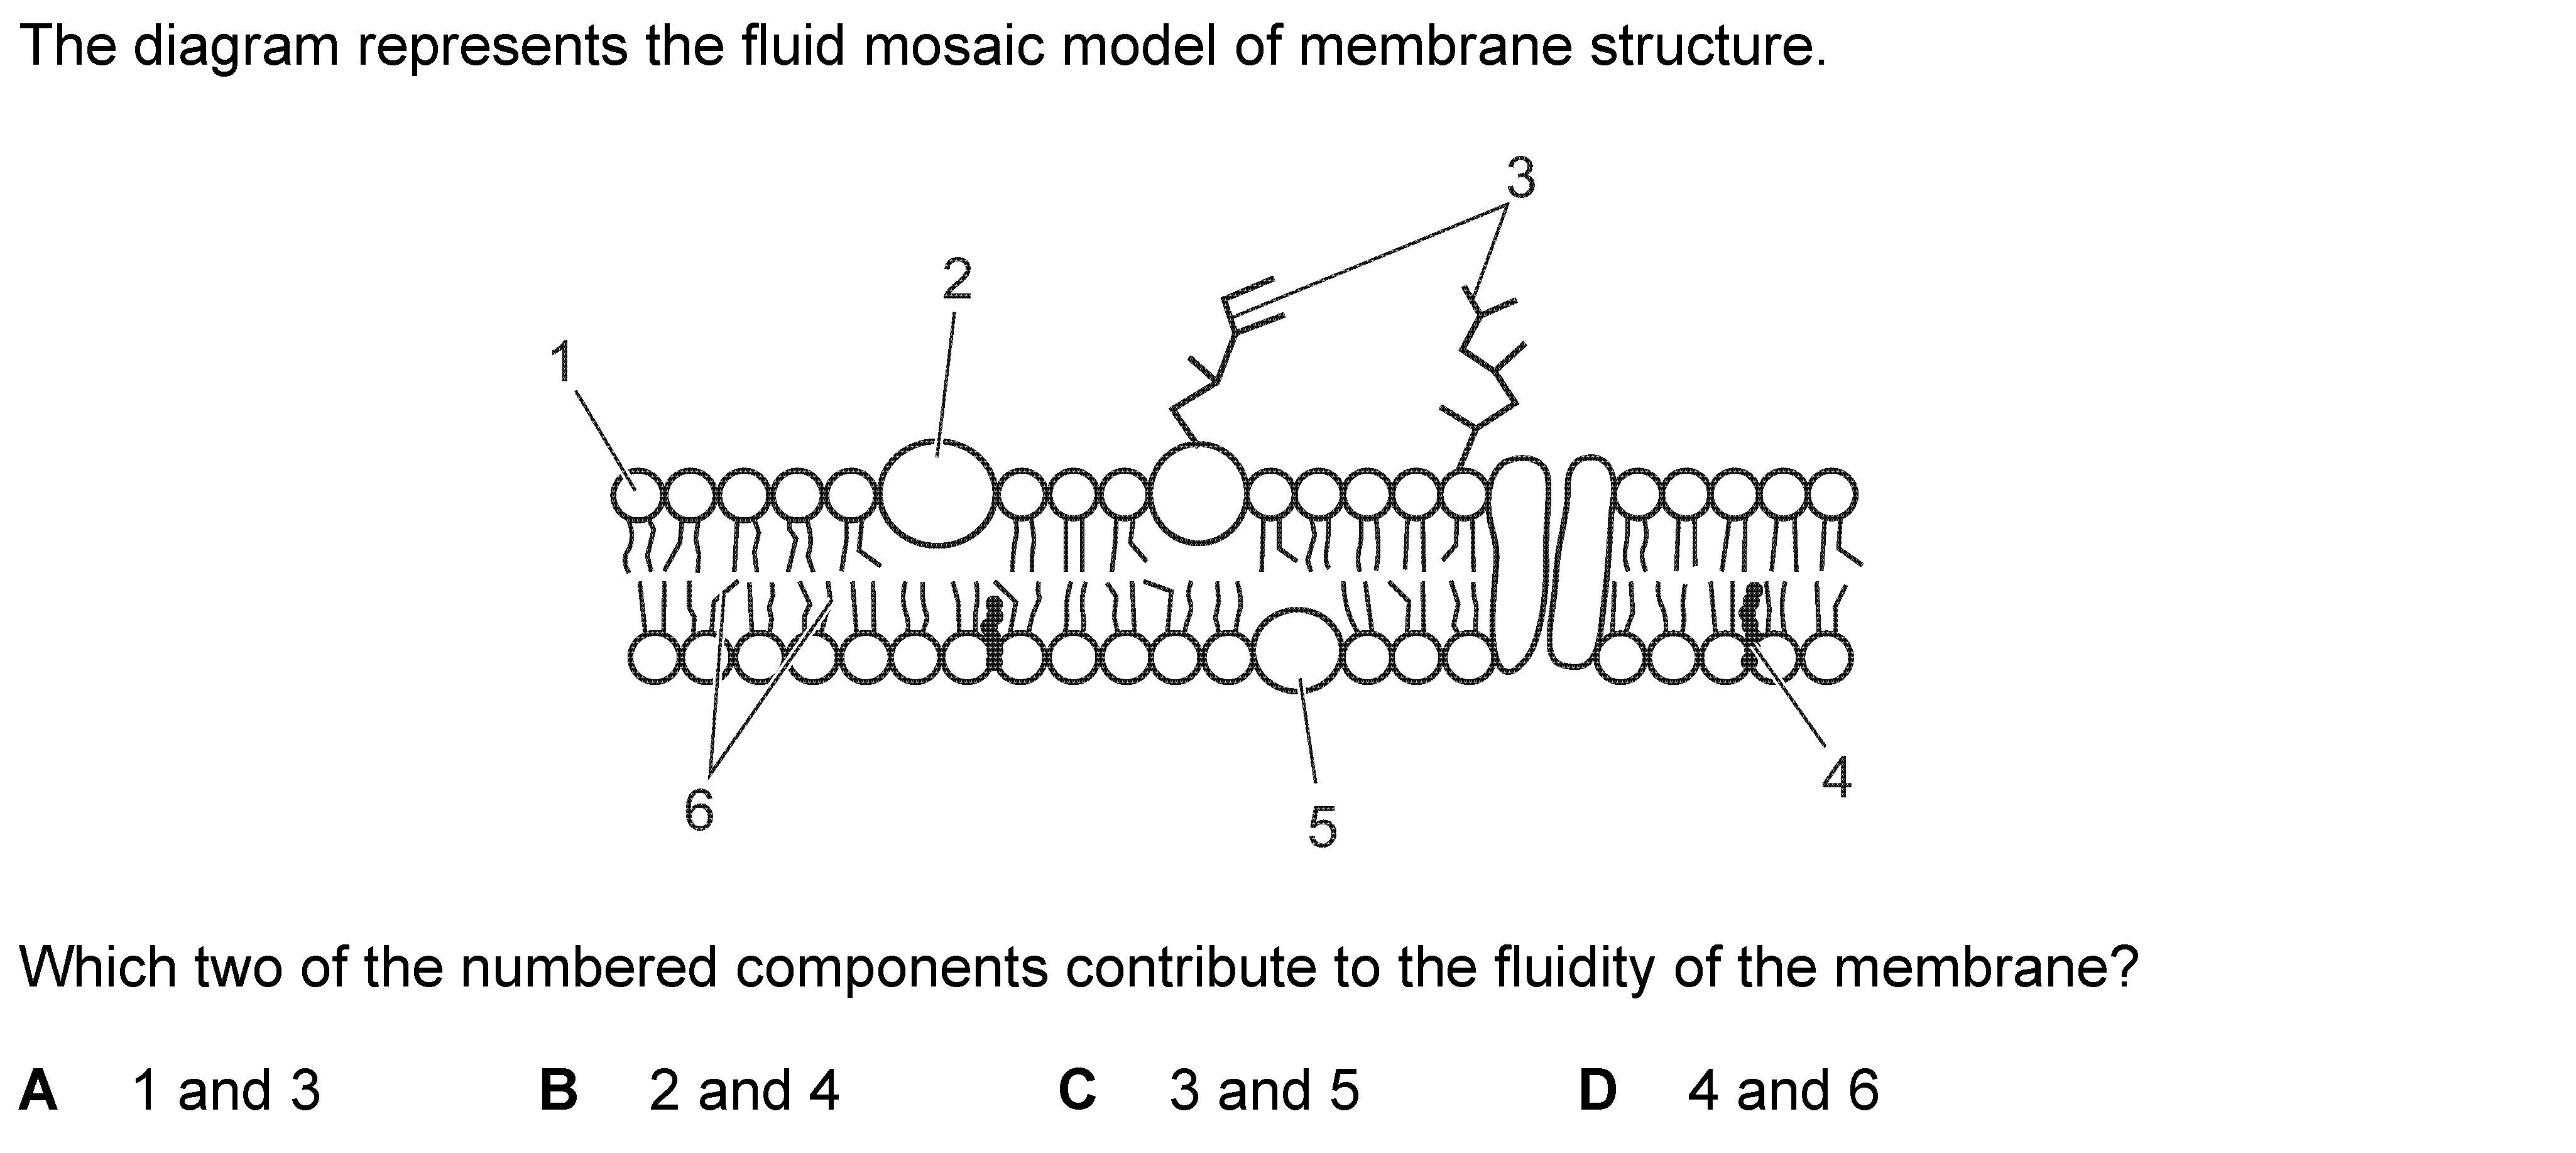 The diagram represents the fluid mosaic model of membrane structure.
3
2
1
4
6
5
Which two of the numbered components contribute to the fluidity of the membrane?
A 1 and 3 B 2 and 4 C 3 and 5 D 4 and 6